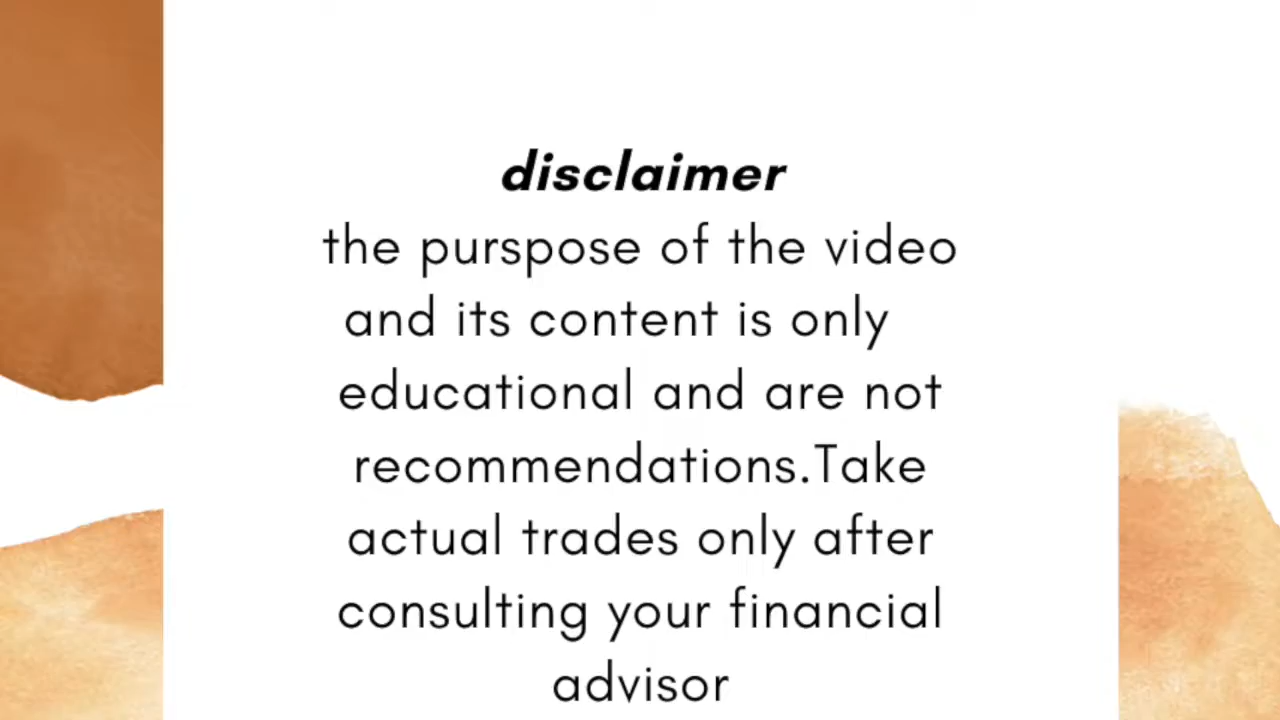 disclaimer
the purspose of the video
and its content is only
educational and are not
recommendations.Take
actual trades only after
consulting your financial
advisor